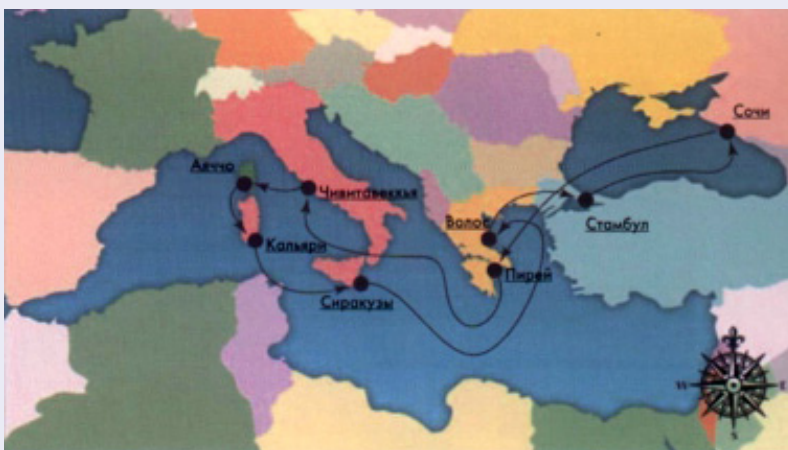 Сочи
Аяччо
Чивитавеккья
Волос
Стамбул
Кальяри
Пирей
Сиракузы
W
E
S